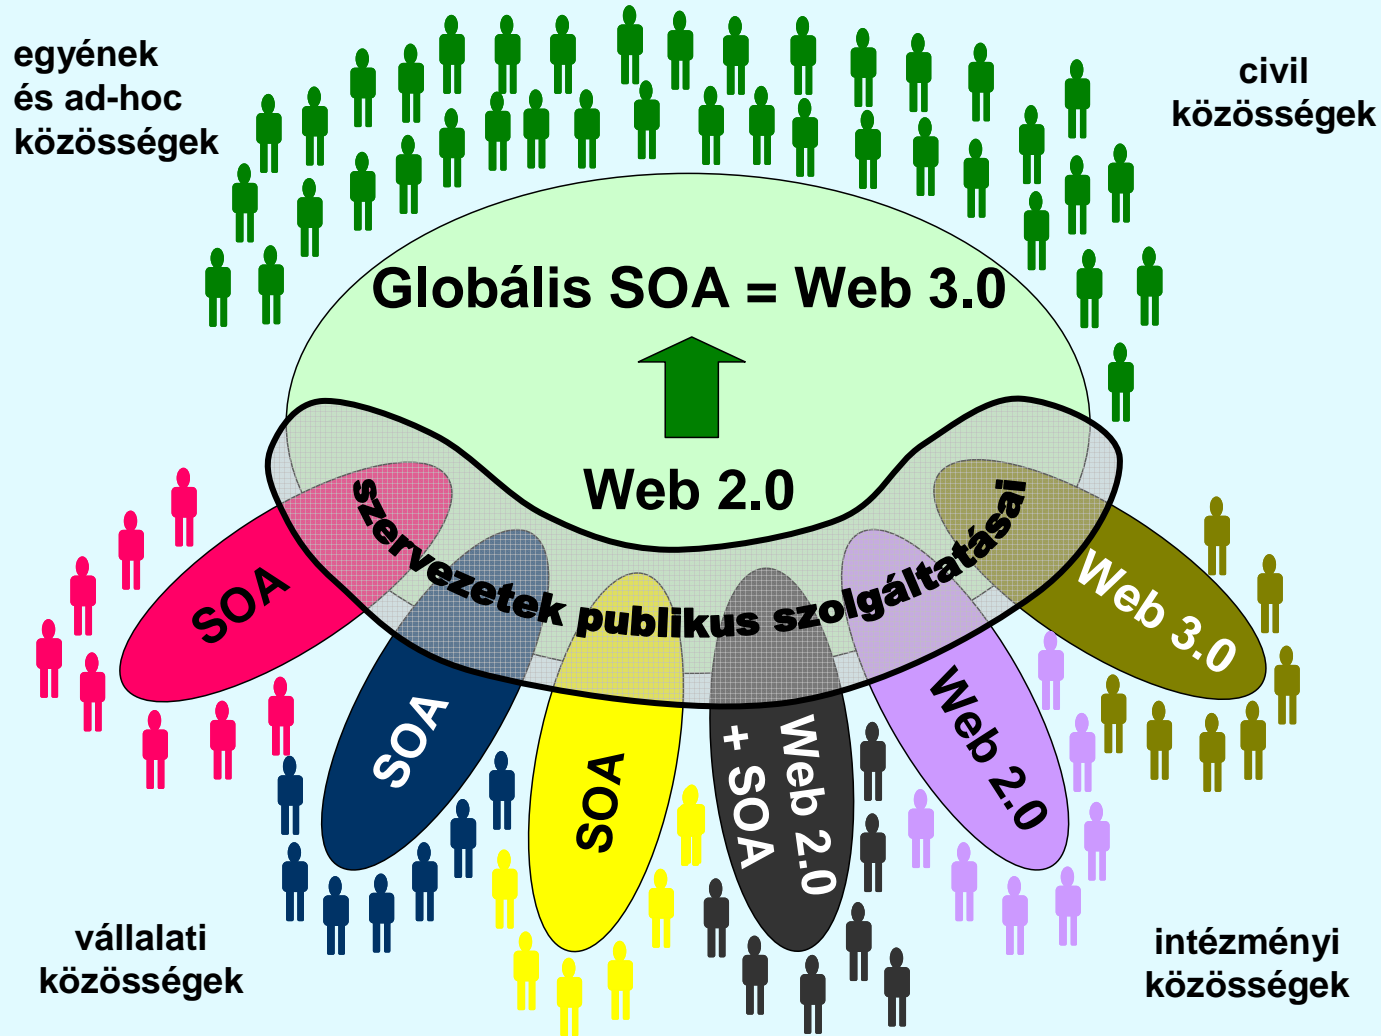 egyének
és ad-hoc
közösségek
civil
közösségek
Globális SOA = Web 3.0
Web 2.0
szervezetek publikus szolgáltatásai
SOA
SOA
SOA
Web 2.0
+ SOA
Web 2.0
Web 3.0
vállalati
közösségek
intézményi
közösségek